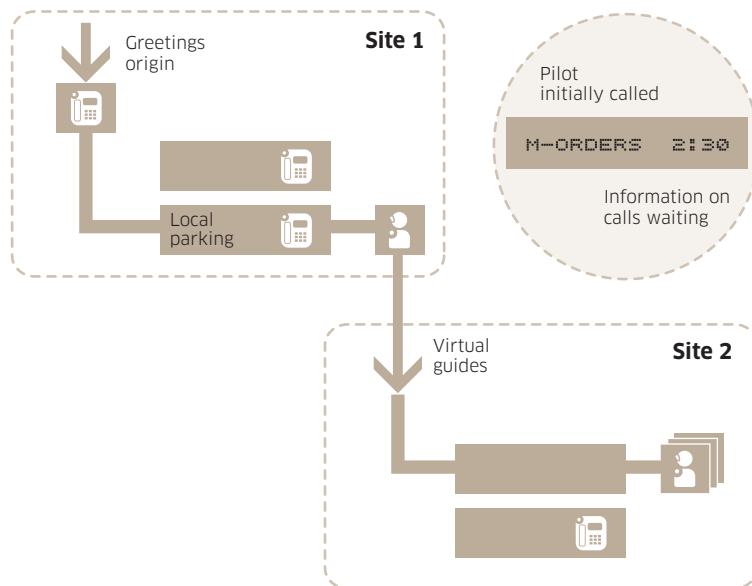 Greetings
origin
Site 1
Local
parking
Pilot
initially called
M-ORDERS 2:30
Information on
calls waiting
Virtual
guides
Site 2